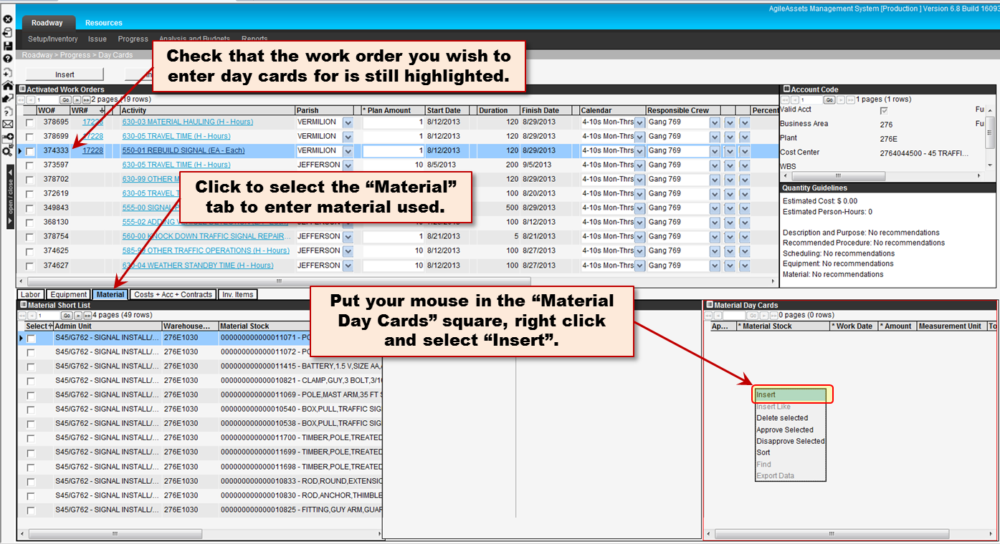 AgileAssets Management System [Production ] Version 6.8 Build 16093
Roadway
Resources
Setup/Inventory Issue Progress Analysis and Budgets Reports
Roadway > Progress > Day Cards
Check that the work order you wish to
enter day cards for is still highlighted.
Insert
Activated Work Orders
1 Go 2 pages (19 rows)
WO# WR# Activity Parish * Plan Amount Start Date Duration Finish Date Calendar Responsible Crew Percent
378695 17228 630-03 MATERIAL HAULING (H - Hours) VERMILION 1 8/12/2013 120 8/29/2013 4-10s Mon-Thrs Gang 769
378699 17228 630-05 TRAVEL TIME (H - Hours) VERMILION 1 8/12/2013 120 8/29/2013 4-10s Mon-Thrs Gang 769
374333 17228 550-01 REBUILD SIGNAL (EA - Each) VERMILION 1 8/12/2013 120 8/29/2013 4-10s Mon-Thrs Gang 769
373597 630-05 TRAVEL TIME (H - Hours) JEFFERSON 10 8/5/2013 200 9/5/2013 4-10s Mon-Thrs Gang 769
378702 630-99 OTHER M 120 8/29/2013 4-10s Mon-Thrs Gang 769
372619 630-05 TRAVEL T 100 8/20/2013 4-10s Mon-Thrs Gang 769
349843 555-00 SIGNAL 500 8/29/2013 4-10s Mon-Thrs Gang 769
368130 555-02 ADDING 100 8/12/2013 4-10s Mon-Thrs Gang 769
378754 560-00 KNOCK DOWN TRAFFIC SIGNAL REPAIR... JEFFERSON 1 8/21/2013 5 8/21/2013 4-10s Mon-Thrs Gang 769
374625 585-99 OTHER TRAFFIC OPERATIONS (H - Hours) JEFFERSON 10 8/12/2013 100 8/27/2013 4-10s Mon-Thrs Gang 769
374627 630-04 WEATHER STANDBY TIME (H - Hours) JEFFERSON 10 8/12/2013 100 8/27/2013 4-10s Mon-Thrs Gang 769
Click to select the “Material”
tab to enter material used.
Account Code
1 Go 1 pages (1 rows)
Valid Acct Fu
Business Area 276 Fu
Plant 276E
Cost Center 2764044500 - 45 TRAFFI...
WBS
Quantity Guidelines
Estimated Cost: $ 0.00
Estimated Person-Hours: 0
Description and Purpose: No recommendations
Recommended Procedure: No recommendations
Scheduling: No recommendations
Equipment: No recommendations
Material: No recommendations
open / close
Labor Equipment Material Costs + Acc + Contracts Inv. Items
Material Short List
1 Go 4 pages (49 rows)
Select Admin Unit Warehouse... Material Stock
S45/G762 - SIGNAL INSTALL/... 276E1030 000000000000011071 - PO
S45/G762 - SIGNAL INSTALL/... 276E1030 000000000000011072 - PO
S45/G762 - SIGNAL INSTALL/... 276E1030 000000000000011415 - BATTERY,1.5 V,SIZE AA,
S45/G762 - SIGNAL INSTALL/... 276E1030 000000000000010821 - CLAMP,GUY,3 BOLT,3/1
S45/G762 - SIGNAL INSTALL/... 276E1030 000000000000011069 - POLE,MAST ARM,35 FT S
S45/G762 - SIGNAL INSTALL/... 276E1030 000000000000010540 - BOX,PULL,TRAFFIC SIG
S45/G762 - SIGNAL INSTALL/... 276E1030 000000000000010538 - BOX,PULL,TRAFFIC SIG
S45/G762 - SIGNAL INSTALL/... 276E1030 000000000000011700 - TIMBER,POLE,TREATED
S45/G762 - SIGNAL INSTALL/... 276E1030 000000000000011699 - TIMBER,POLE,TREATED
S45/G762 - SIGNAL INSTALL/... 276E1030 000000000000011698 - TIMBER,POLE,TREATED
S45/G762 - SIGNAL INSTALL/... 276E1030 000000000000010833 - ROD,ROUND,EXTENSIO
S45/G762 - SIGNAL INSTALL/... 276E1030 000000000000010830 - ROD,ANCHOR,THIMBLE
S45/G762 - SIGNAL INSTALL/... 276E1030 000000000000010825 - FITTING,GUY ARM,GUAR
Put your mouse in the “Material
Day Cards” square, right click
and select “Insert”.
Material Day Cards
Go 0 pages (0 rows)
Ap... * Material Stock * Work Date * Amount Measurement Unit To
Insert
Insert Like
Delete selected
Approve Selected
Disapprove Selected
Sort
Find
Export Data